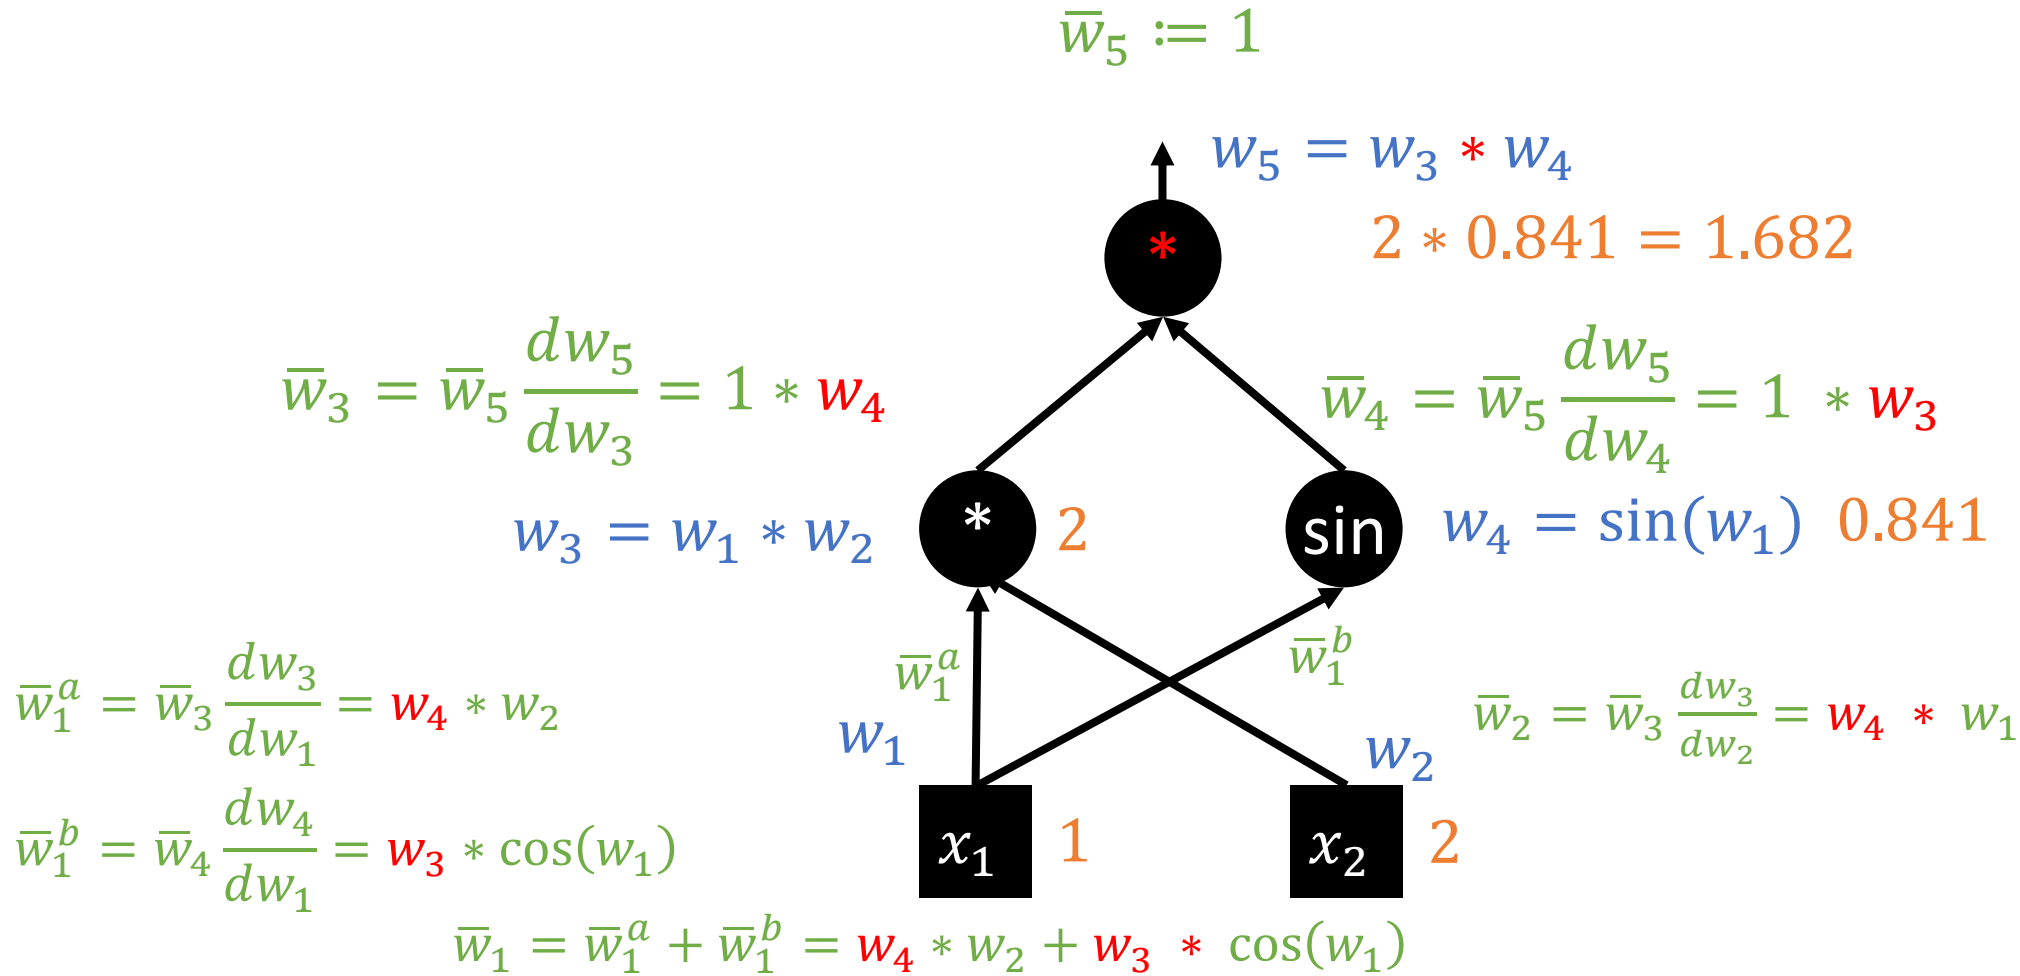 w̅₅ ≔ 1
w₅ = w₃ * w₄
*
2 * 0.841 = 1.682
w̅₃ = w̅₅ dw₅/dw₃ = 1 * w₄
w̅₄ = w̅₅ dw₅/dw₄ = 1 * w₃
w₃ = w₁ * w₂
*
2
sin
w₄ = sin(w₁) 0.841
w̅₁ᵃ
w̅₁ᵇ
w̅₁ᵃ = w̅₃ dw₃/dw₁ = w₄ * w₂
w̅₂ = w̅₃ dw₃/dw₂ = w₄ * w₁
w₁
w₂
w̅₁ᵇ = w̅₄ dw₄/dw₁ = w₃ * cos(w₁)
x₁
1
x₂
2
w̅₁ = w̅₁ᵃ + w̅₁ᵇ = w₄ * w₂ + w₃ * cos(w₁)